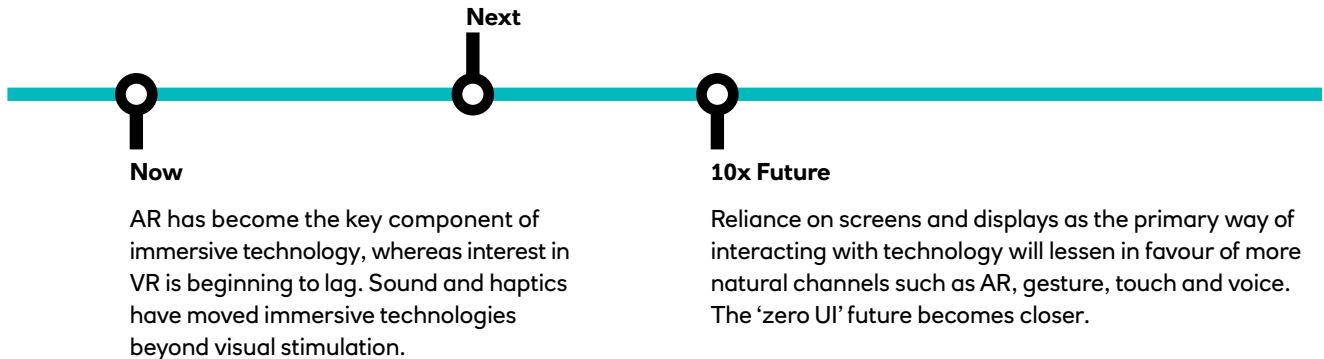 Next
Now
AR has become the key component of
immersive technology, whereas interest in
VR is beginning to lag. Sound and haptics
have moved immersive technologies
beyond visual stimulation.
10x Future
Reliance on screens and displays as the primary way of
interacting with technology will lessen in favour of more
natural channels such as AR, gesture, touch and voice.
The ‘zero UI’ future becomes closer.